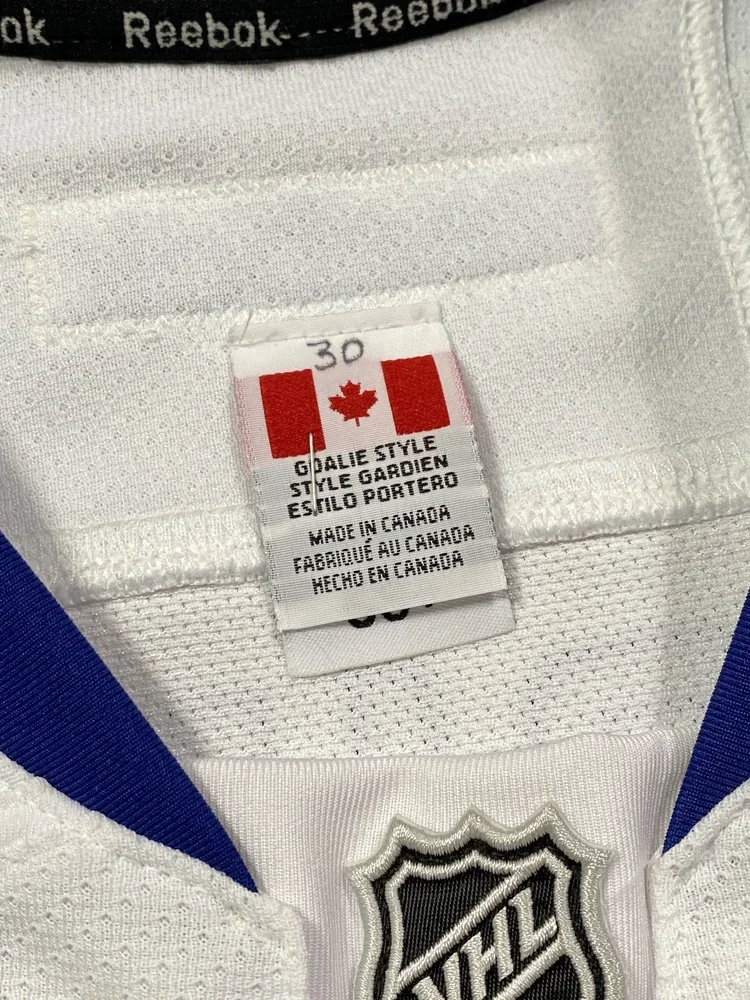 Reebok Reebok
30
GOALIE STYLE
STYLE GARDIEN
ESTILO PORTERO
MADE IN CANADA
FABRIQUÉ AU CANADA
HECHO EN CANADA
NHL